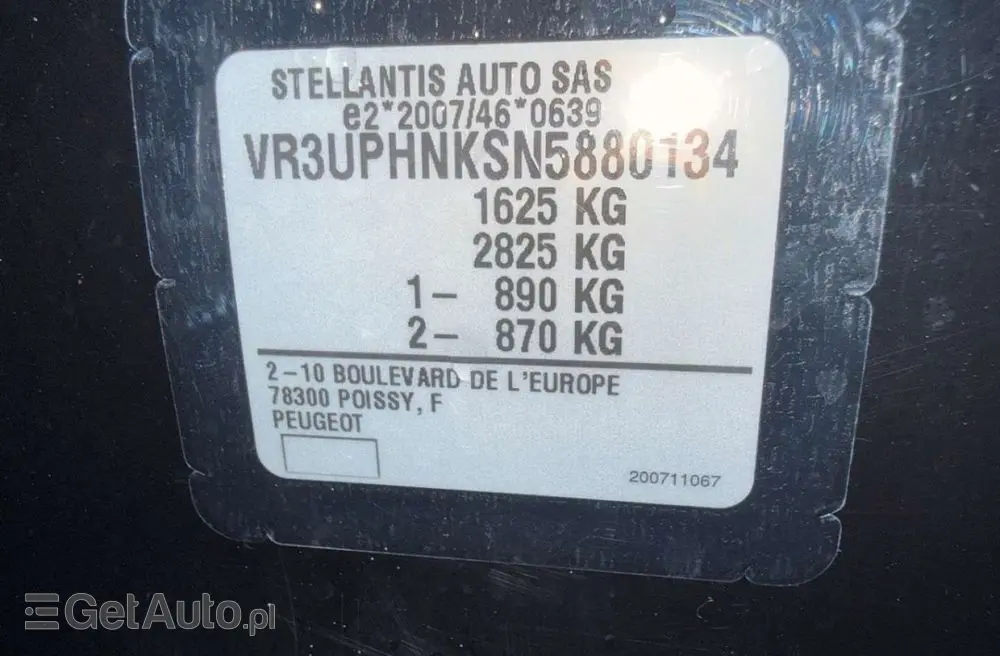 STELLANTIS AUTO SAS
e2*2007/46*0639
VR3UPHNKSN5880134
1625 KG
2825 KG
1- 890 KG
2- 870 KG
2-10 BOULEVARD DE L'EUROPE
78300 POISSY, F
PEUGEOT
200711067
GetAuto.pl